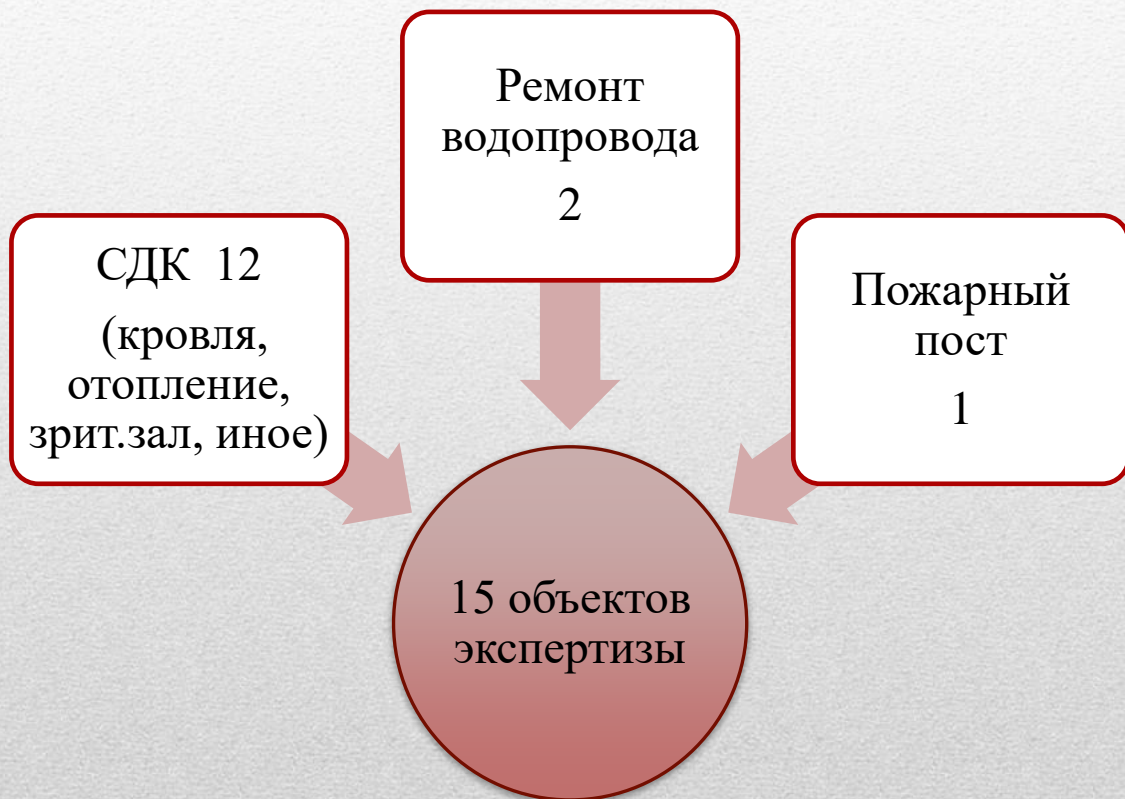 Ремонт
водопровода
2
СДК  12
(кровля,
отопление,
зрит.зал, иное)
Пожарный
пост
1
15 объектов
экспертизы